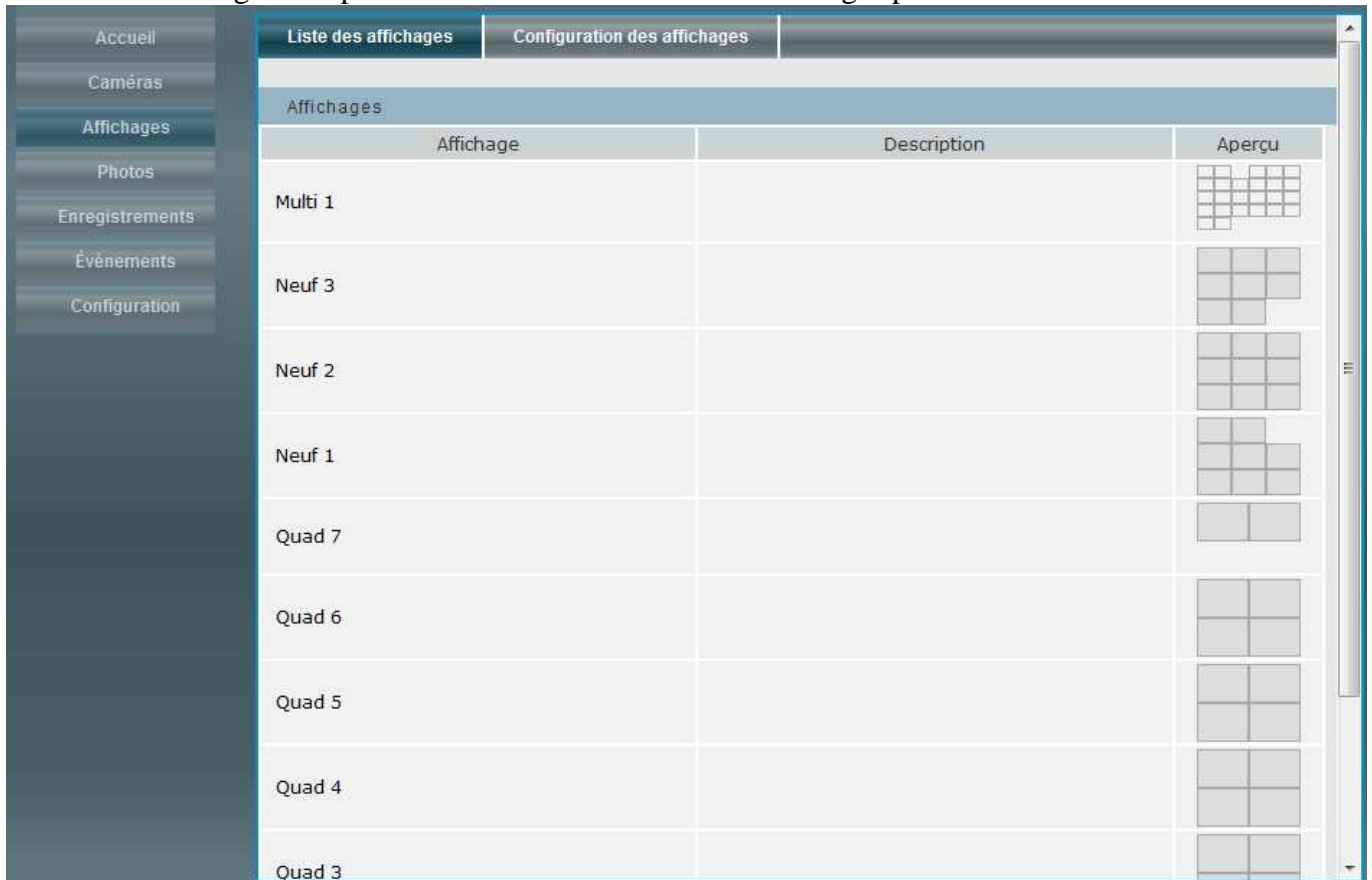 Accueil
Caméras
Affichages
Photos
Enregistrements
Évènements
Configuration
Liste des affichages
Configuration des affichages
Affichages
Affichage
Description
Aperçu
Multi 1
Neuf 3
Neuf 2
Neuf 1
Quad 7
Quad 6
Quad 5
Quad 4
Quad 3